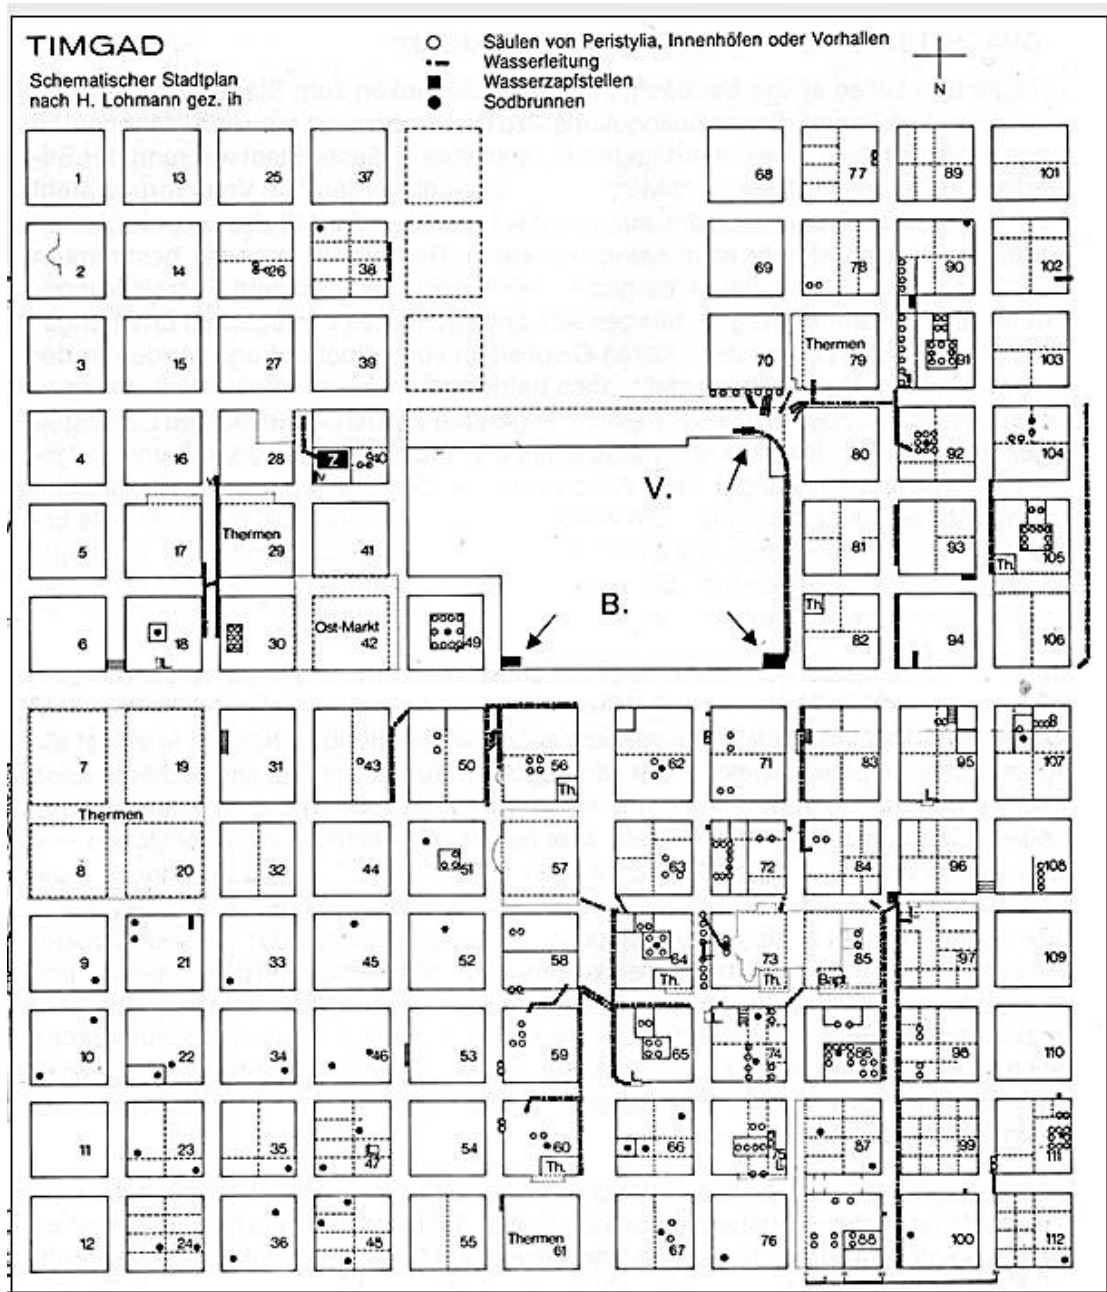 TIMGAD
Schematischer Stadtplan
nach H. Lohmann gez. ih
Säulen von Peristylia, Innenhöfen oder Vorhallen
Wasserleitung
Wasserzapfstellen
Sodbrunnen
N
1 13 25 37 68 77 89 101
2 14 26 38 69 78 90 102
3 15 27 39 70 Thermen 79 91 103
4 16 28 Z 40 80 92 104
V.
5 17 Thermen 29 41 81 93 Th. 105
B.
6 18 30 Ost-Markt 42 49 Th. 82 94 106
7 19 31 43 50 56 Th. 62 71 83 95 107
Thermen
8 20 32 44 51 57 63 72 84 96 108
9 21 33 45 52 58 64 Th. 73 Th. 85 Bap. 97 109
10 22 34 46 53 59 65 74 86 98 110
11 23 35 47 54 60 Th. 66 75 87 99 111
12 24 36 48 55 Thermen 61 67 76 88 100 112